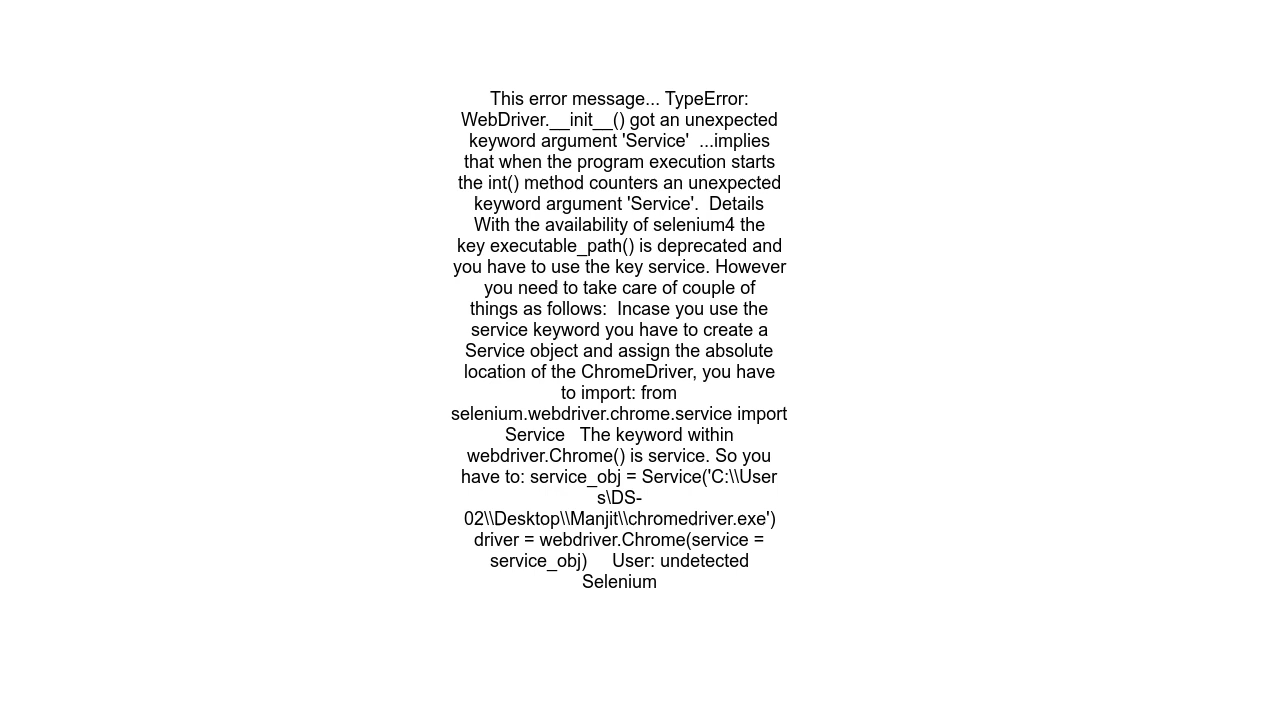 This error message... TypeError:
WebDriver.__init__() got an unexpected
keyword argument 'Service'  ...implies
that when the program execution starts
the int() method counters an unexpected
keyword argument 'Service'.  Details
With the availability of selenium4 the
key executable_path() is deprecated and
you have to use the key service. However
you need to take care of couple of
things as follows:  Incase you use the
service keyword you have to create a
Service object and assign the absolute
location of the ChromeDriver, you have
to import: from
selenium.webdriver.chrome.service import
Service   The keyword within
webdriver.Chrome() is service. So you
have to: service_obj = Service('C:\\User
s\DS-
02\\Desktop\\Manjit\\chromedriver.exe')
driver = webdriver.Chrome(service =
service_obj)     User: undetected
Selenium